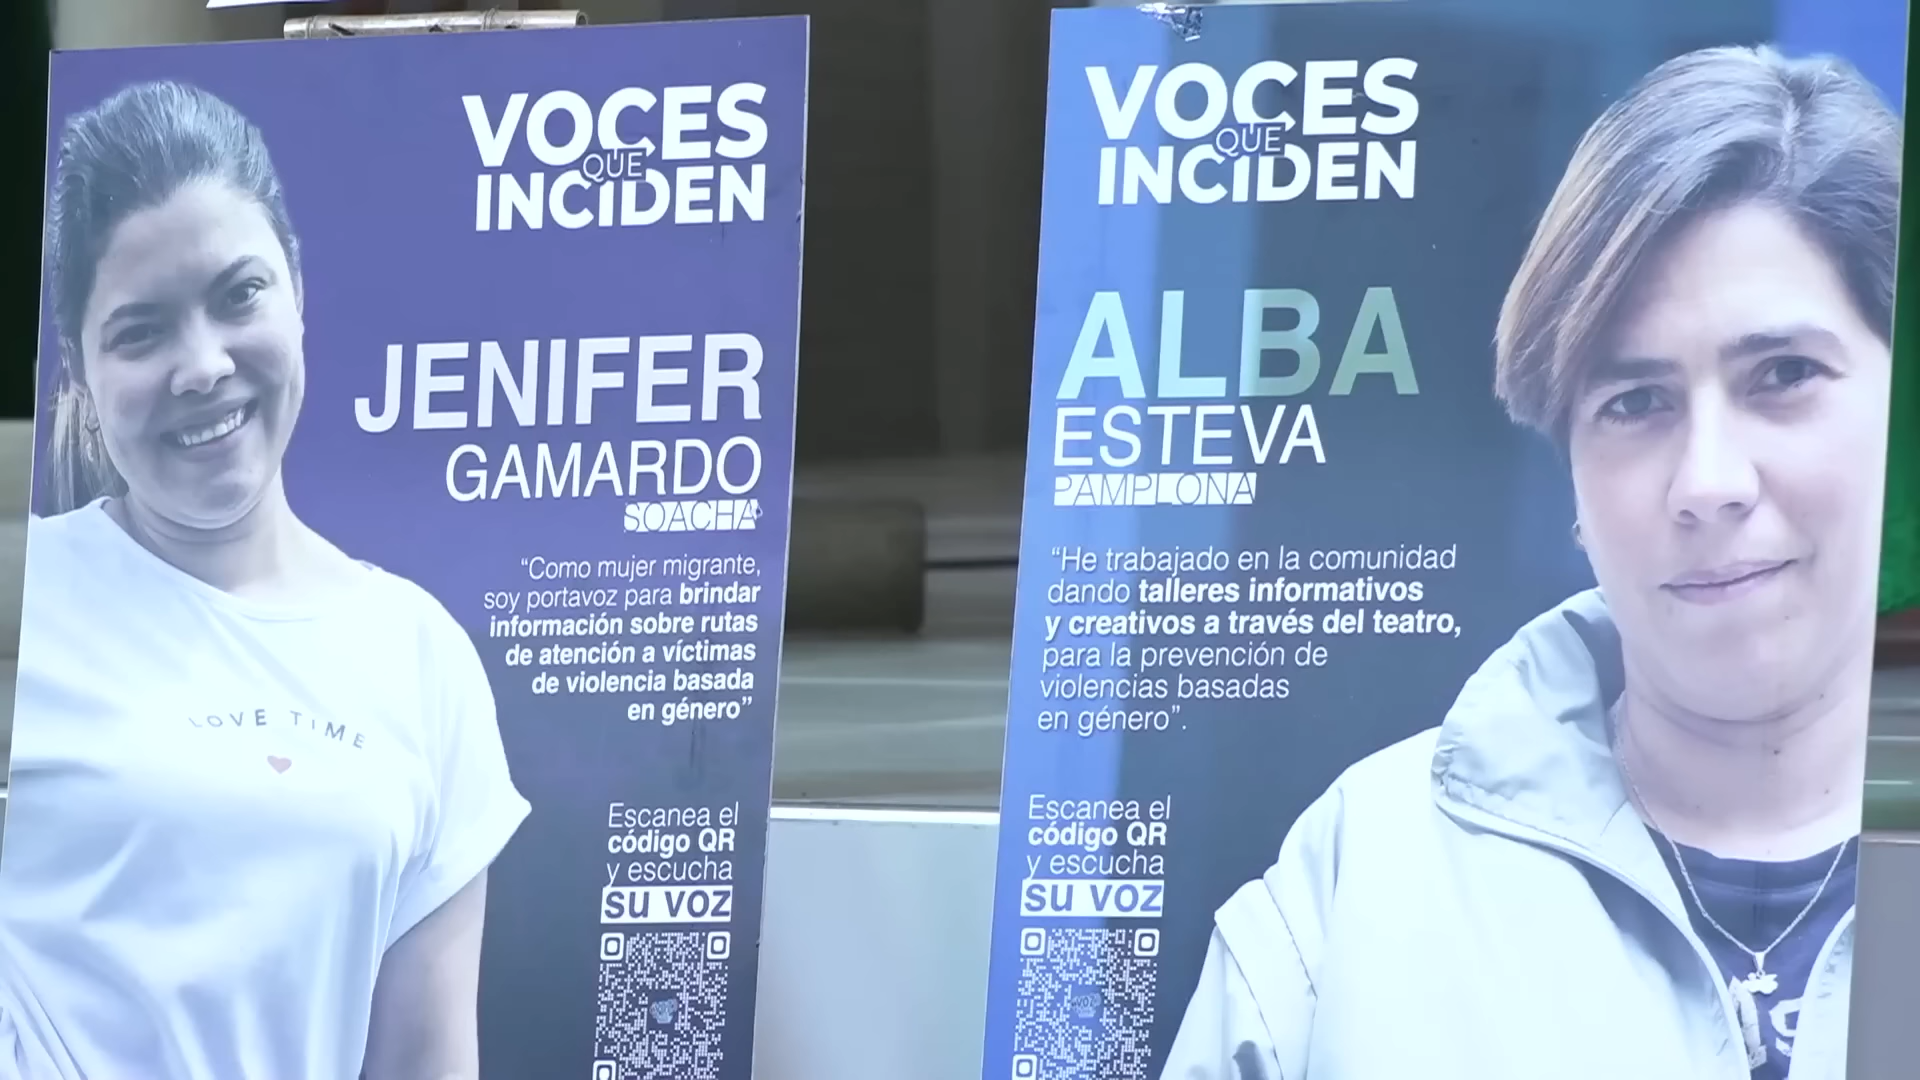 VOCES
QUE
INCIDEN
JENIFER
GAMARDO
SOACHA
“Como mujer migrante,
soy portavoz para brindar
información sobre rutas
de atención a víctimas
de violencia basada
en género”
Escanea el
código QR
y escucha
su voz
LOVE TIME
VOCES
QUE
INCIDEN
ALBA
ESTEVA
PAMPLONA
“He trabajado en la comunidad
dando talleres informativos
y creativos a través del teatro,
para la prevención de
violencias basadas
en género”.
Escanea el
código QR
y escucha
su voz